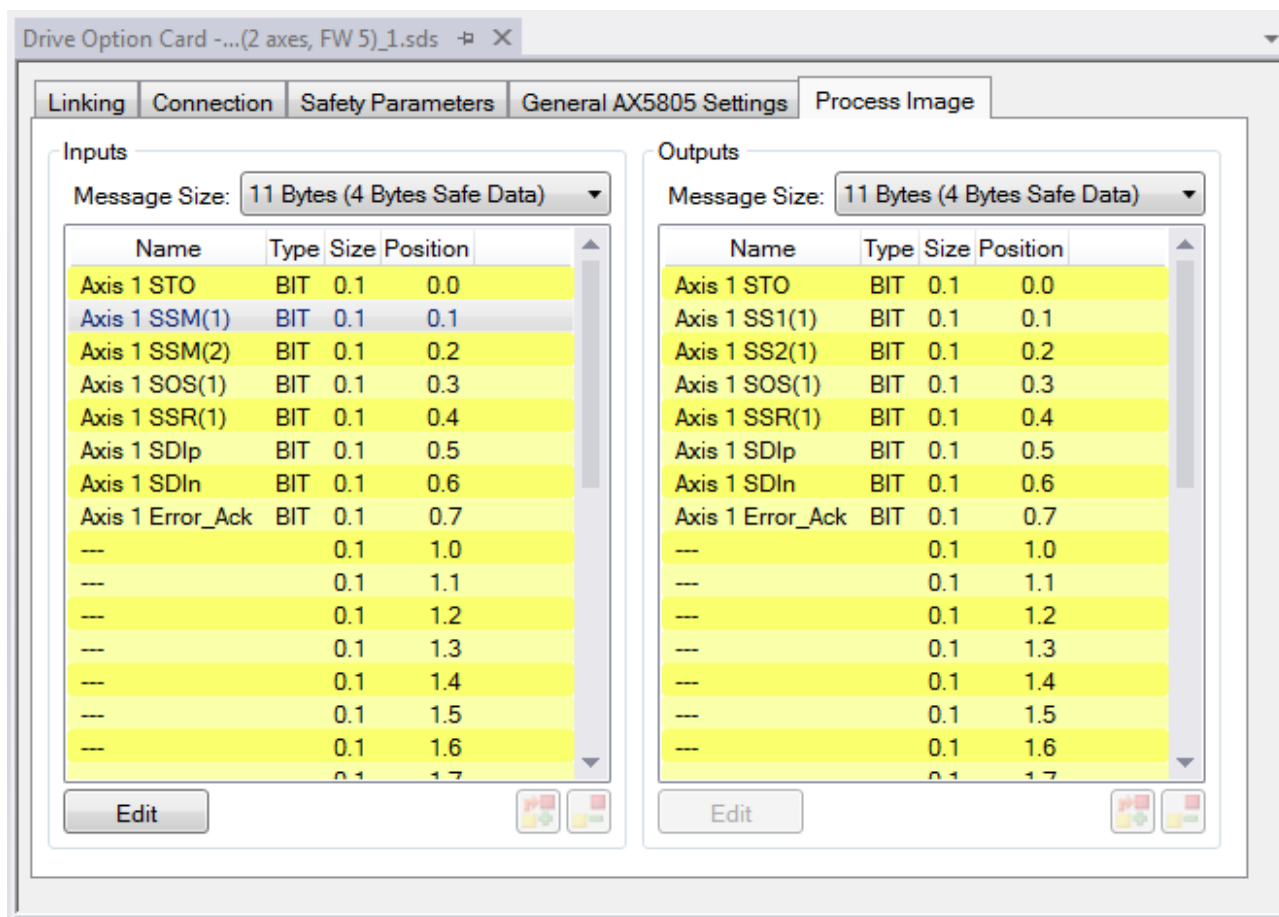 Drive Option Card -...(2 axes, FW 5)_1.sds
Linking Connection Safety Parameters General AX5805 Settings Process Image
Inputs
Message Size: 11 Bytes (4 Bytes Safe Data)
Name Type Size Position
Axis 1 STO BIT 0.1 0.0
Axis 1 SSM(1) BIT 0.1 0.1
Axis 1 SSM(2) BIT 0.1 0.2
Axis 1 SOS(1) BIT 0.1 0.3
Axis 1 SSR(1) BIT 0.1 0.4
Axis 1 SDIp BIT 0.1 0.5
Axis 1 SDIn BIT 0.1 0.6
Axis 1 Error_Ack BIT 0.1 0.7
--- 0.1 1.0
--- 0.1 1.1
--- 0.1 1.2
--- 0.1 1.3
--- 0.1 1.4
--- 0.1 1.5
--- 0.1 1.6
0.1 1.7
Edit
Outputs
Message Size: 11 Bytes (4 Bytes Safe Data)
Name Type Size Position
Axis 1 STO BIT 0.1 0.0
Axis 1 SS1(1) BIT 0.1 0.1
Axis 1 SS2(1) BIT 0.1 0.2
Axis 1 SOS(1) BIT 0.1 0.3
Axis 1 SSR(1) BIT 0.1 0.4
Axis 1 SDIp BIT 0.1 0.5
Axis 1 SDIn BIT 0.1 0.6
Axis 1 Error_Ack BIT 0.1 0.7
--- 0.1 1.0
--- 0.1 1.1
--- 0.1 1.2
--- 0.1 1.3
--- 0.1 1.4
--- 0.1 1.5
--- 0.1 1.6
0.1 1.7
Edit